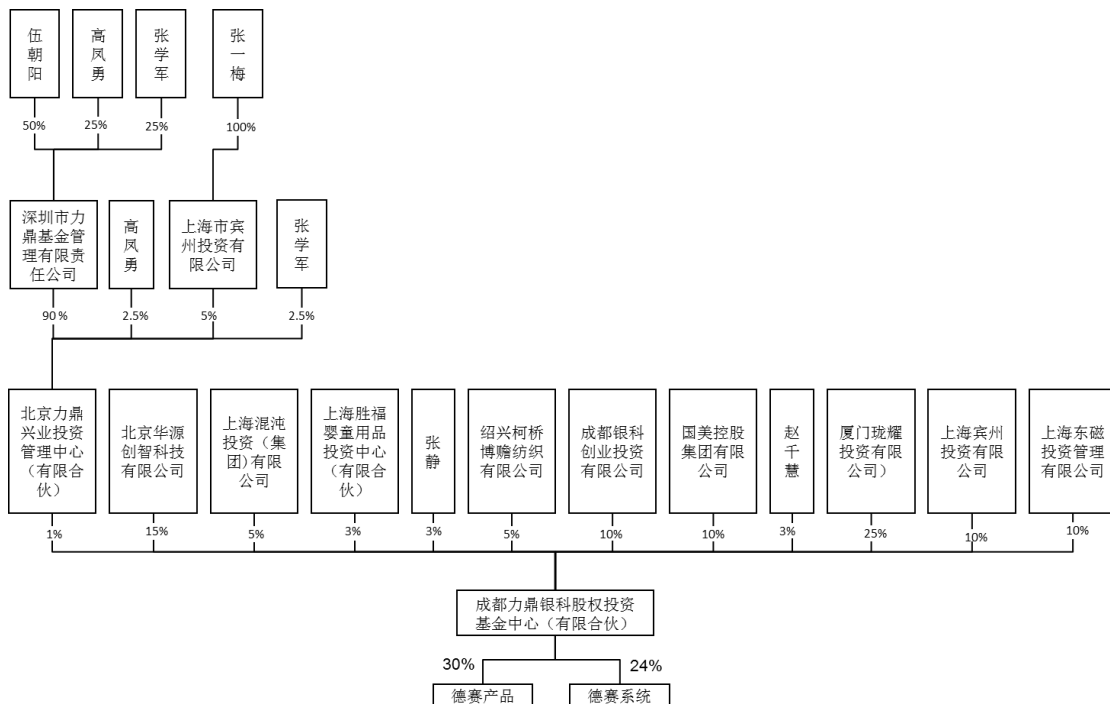 伍朝阳
高凤勇
张学军
张一梅
50%
25%
25%
100%
深圳市力
鼎基金管
理有限责
任公司
高凤勇
上海市宾
州投资有
限公司
张学军
90%
2.5%
5%
2.5%
北京力鼎
兴业投资
管理中心
（有限合
伙）
北京华源
创智科技
有限公司
上海混沌
投资（集
团）有限
公司
上海胜福
婴童用品
投资中心
（有限合
伙）
张静
绍兴柯桥
博赡纺织
有限公司
成都银科
创业投资
有限公司
国美控股
集团有限
公司
赵千慧
厦门珑耀
投资有限
公司）
上海宾州
投资有限
公司
上海东磁
投资管理
有限公司
1%
15%
5%
3%
3%
5%
10%
10%
3%
25%
10%
10%
成都力鼎银科股权投资
基金中心（有限合伙）
30%
24%
德赛产品
德赛系统